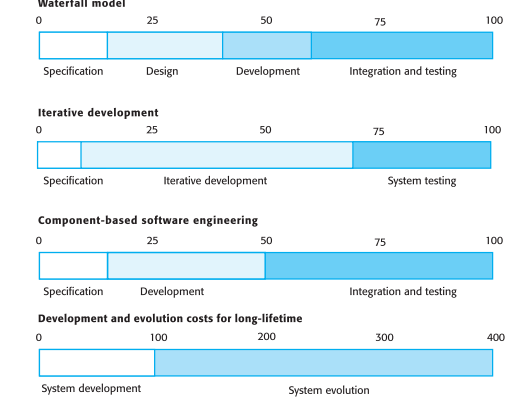 Waterfall model
0 25 50 75 100
Specification Design Development Integration and testing
Iterative development
0 25 50 75 100
Specification Iterative development System testing
Component-based software engineering
0 25 50 75 100
Specification Development Integration and testing
Development and evolution costs for long-lifetime
0 100 200 300 400
System development System evolution